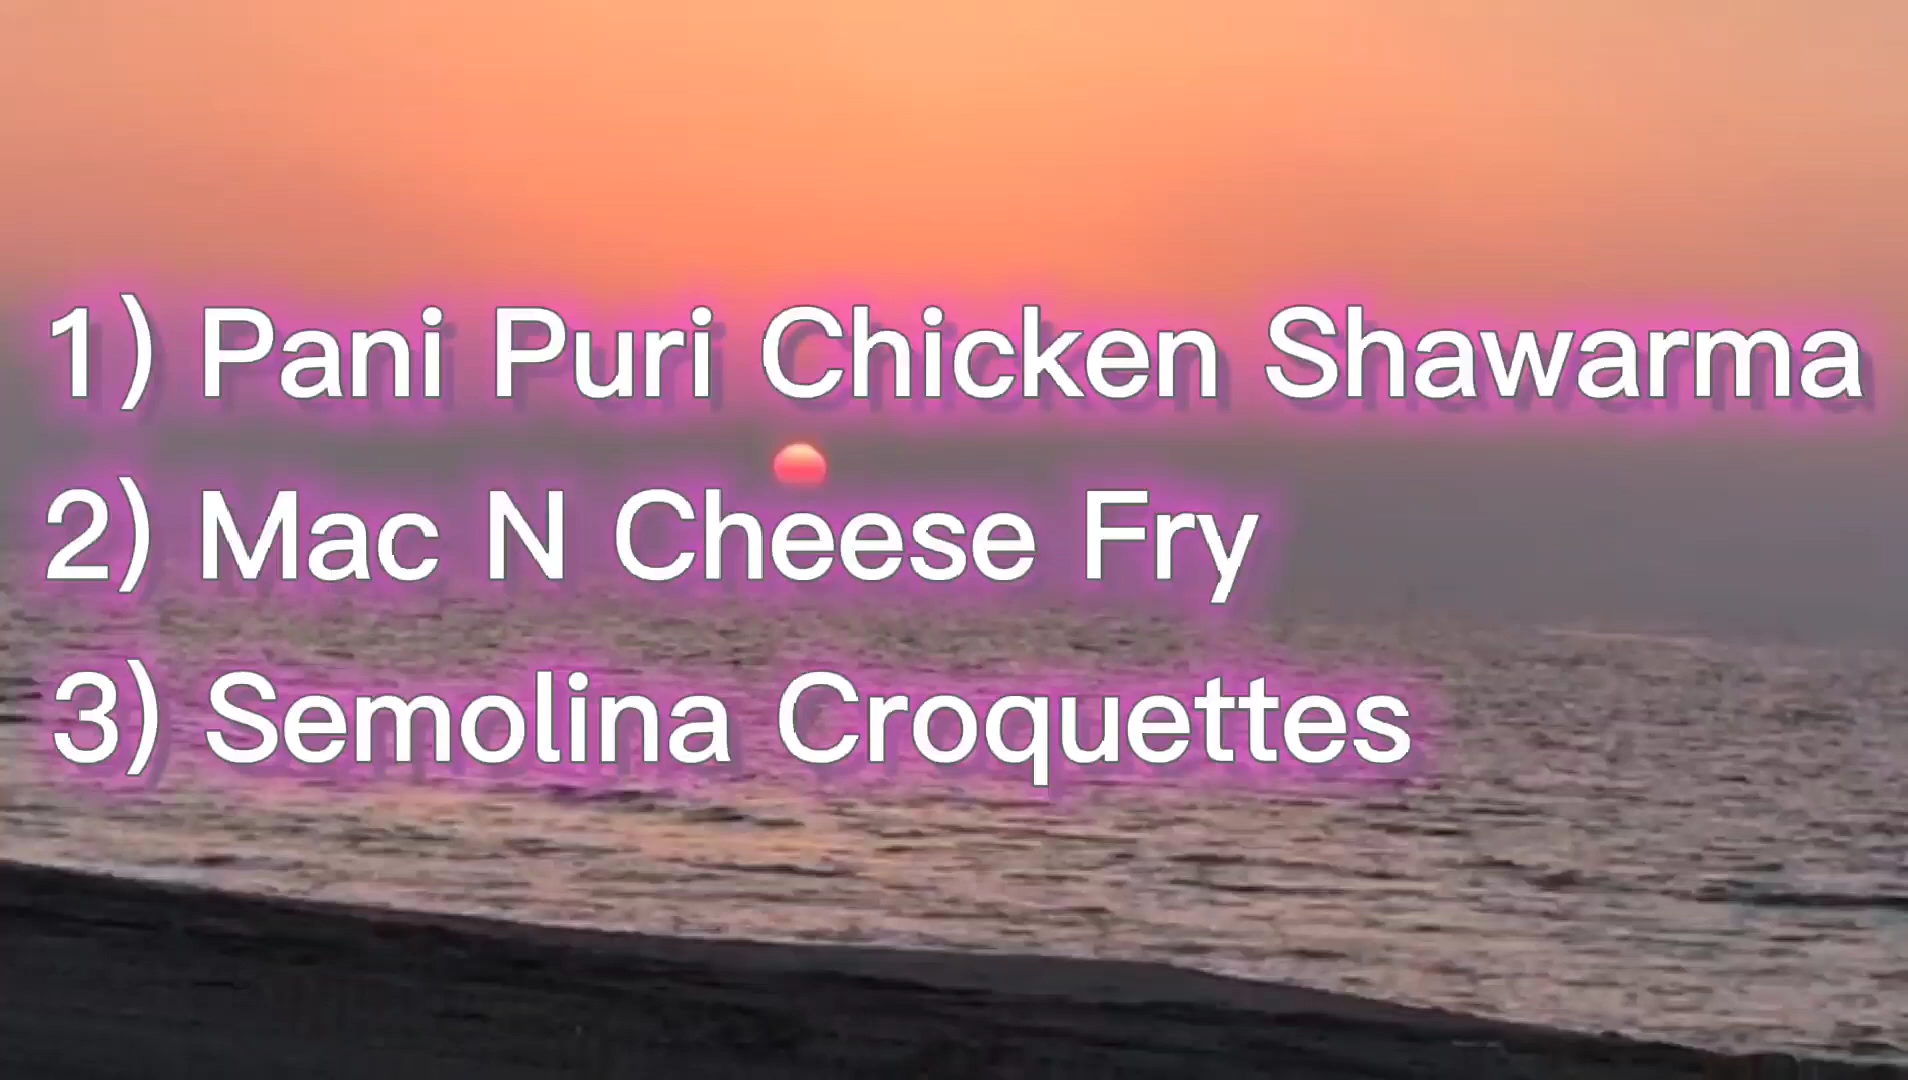 1) Pani Puri Chicken Shawarma
2) Mac N Cheese Fry
3) Semolina Croquettes